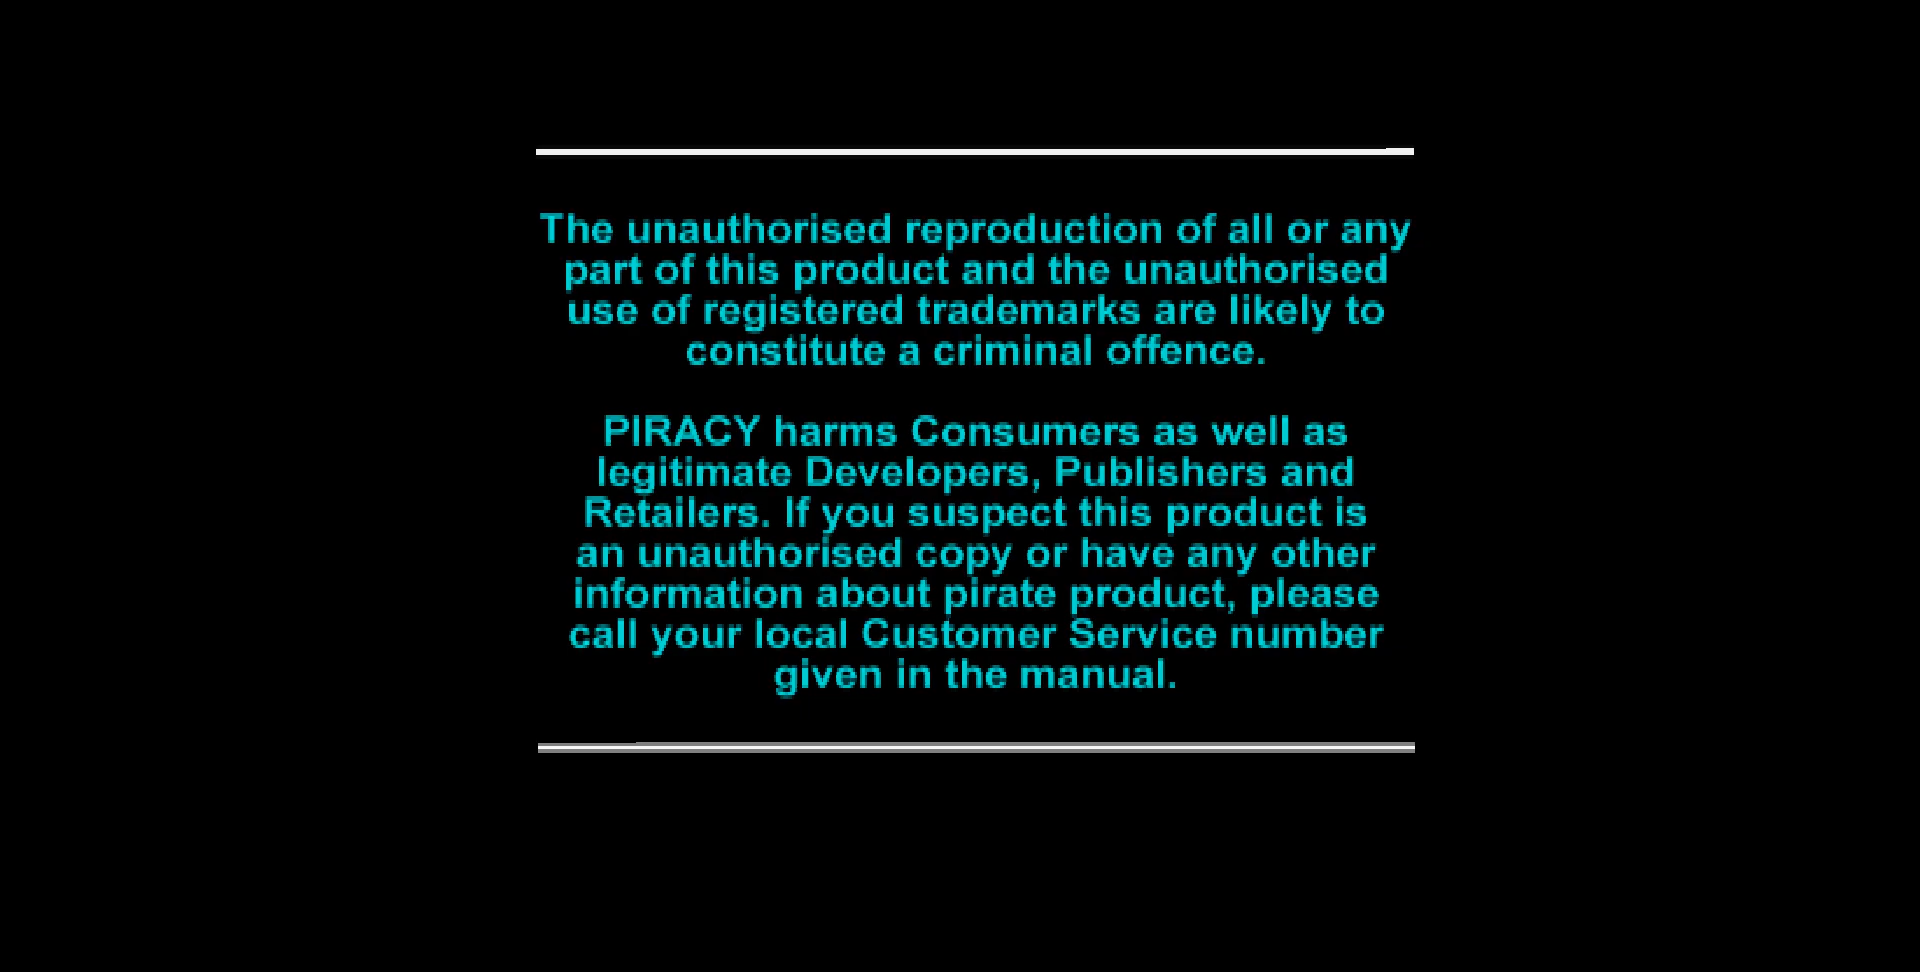 The unauthorised reproduction of all or any
part of this product and the unauthorised
use of registered trademarks are likely to
constitute a criminal offence.
PIRACY harms Consumers as well as
legitimate Developers, Publishers and
Retailers. If you suspect this product is
an unauthorised copy or have any other
information about pirate product, please
call your local Customer Service number
given in the manual.